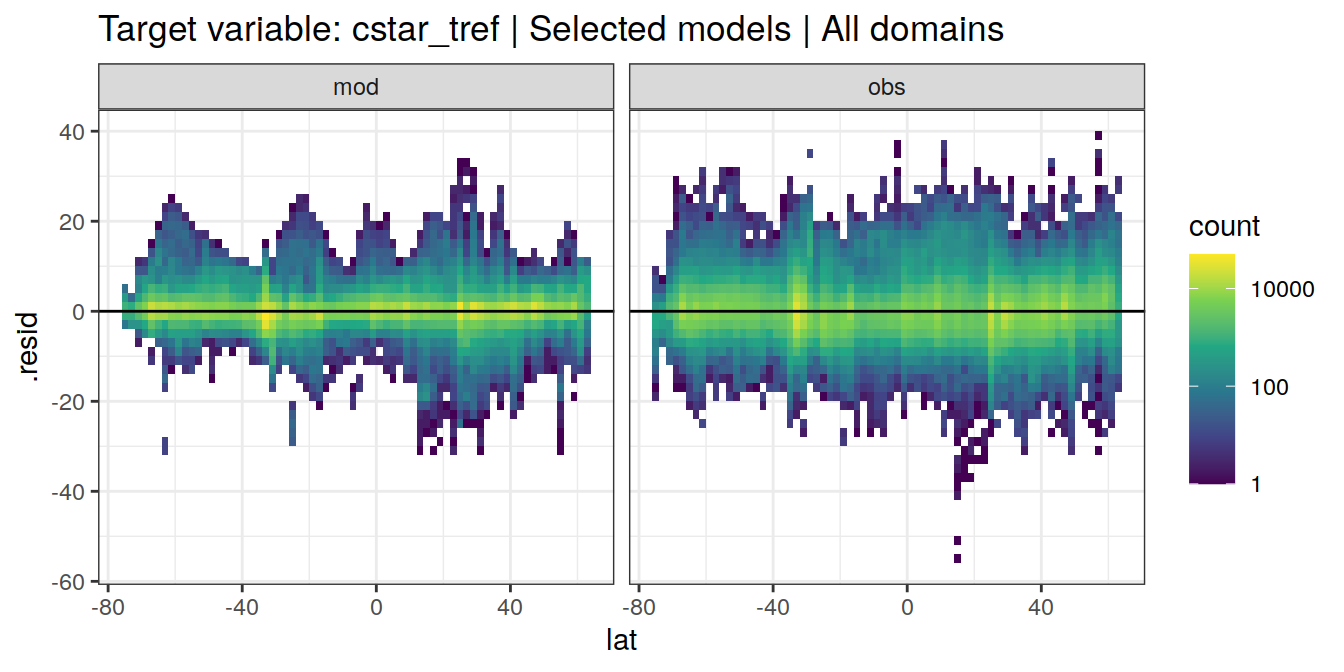 Target variable: cstar_tref | Selected models | All domains
mod
obs
40
20
0
-20
-40
-60
.resid
-80
-40
0
40
-80
-40
0
40
lat
count
10000
100
1